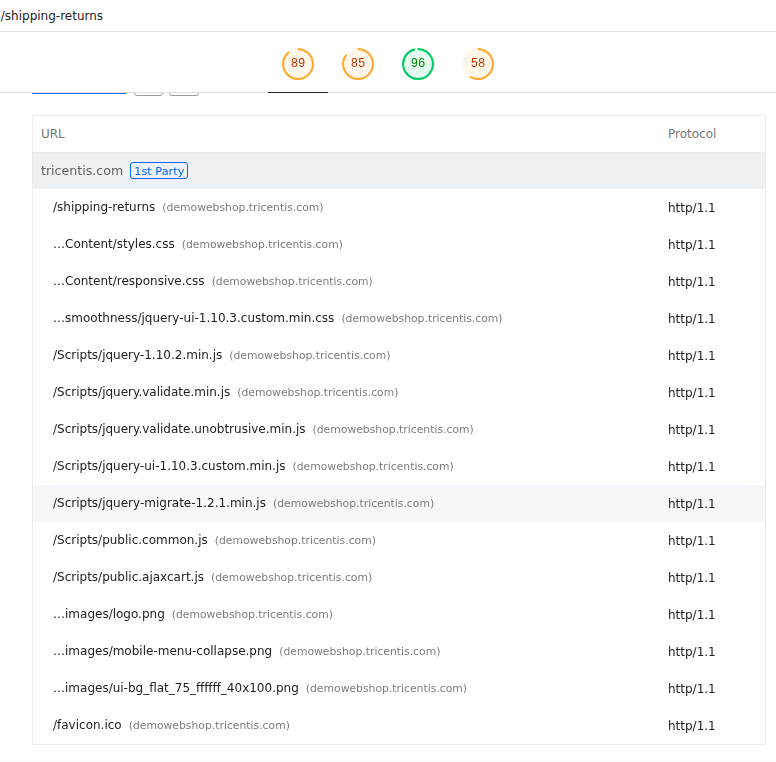 /shipping-returns
89 85 96 58
URL Protocol
tricentis.com 1st Party
/shipping-returns (demowebshop.tricentis.com) http/1.1
…Content/styles.css (demowebshop.tricentis.com) http/1.1
…Content/responsive.css (demowebshop.tricentis.com) http/1.1
…smoothness/jquery-ui-1.10.3.custom.min.css (demowebshop.tricentis.com) http/1.1
/Scripts/jquery-1.10.2.min.js (demowebshop.tricentis.com) http/1.1
/Scripts/jquery.validate.min.js (demowebshop.tricentis.com) http/1.1
/Scripts/jquery.validate.unobtrusive.min.js (demowebshop.tricentis.com) http/1.1
/Scripts/jquery-ui-1.10.3.custom.min.js (demowebshop.tricentis.com) http/1.1
/Scripts/jquery-migrate-1.2.1.min.js (demowebshop.tricentis.com) http/1.1
/Scripts/public.common.js (demowebshop.tricentis.com) http/1.1
/Scripts/public.ajaxcart.js (demowebshop.tricentis.com) http/1.1
…images/logo.png (demowebshop.tricentis.com) http/1.1
…images/mobile-menu-collapse.png (demowebshop.tricentis.com) http/1.1
…images/ui-bg_flat_75_ffffff_40x100.png (demowebshop.tricentis.com) http/1.1
/favicon.ico (demowebshop.tricentis.com) http/1.1